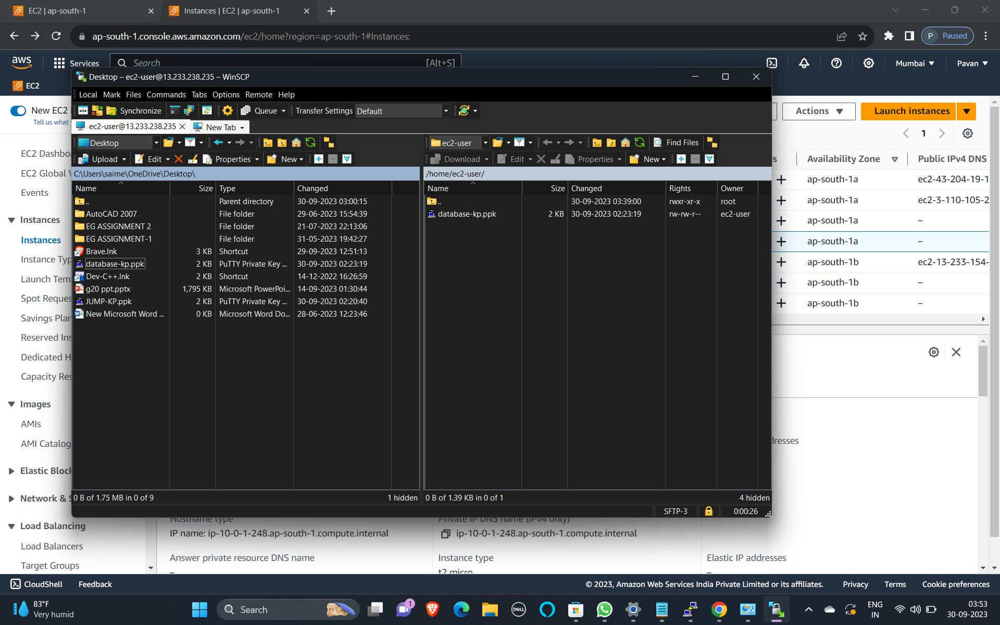 EC2 | ap-south-1
Instances | EC2 | ap-south-1
ap-south-1.console.aws.amazon.com/ec2/home?region=ap-south-1#Instances:
P Paused
aws
Services
Search
[Alt+S]
Mumbai
Pavan
EC2
Desktop – ec2-user@13.233.238.235 – WinSCP
Local Mark Files Commands Tabs Options Remote Help
Synchronize
Queue
Transfer Settings Default
ec2-user@13.233.238.235
New Tab
Desktop
ec2-user
Find Files
Upload Edit Properties New
Download Edit Properties New
C:\Users\saime\OneDrive\Desktop\
/home/ec2-user/
Name Size Type Changed
.. Parent directory 30-09-2023 03:00:15
AutoCAD 2007 File folder 29-06-2023 15:54:39
EG ASSIGNMENT 2 File folder 21-07-2023 22:13:06
EG ASSIGNMENT-1 File folder 31-05-2023 19:42:27
Brave.lnk 3 KB Shortcut 29-09-2023 12:51:13
database-kp.ppk 2 KB PuTTY Private Key ... 30-09-2023 02:23:19
Dev-C++.lnk 2 KB Shortcut 14-12-2022 16:26:59
g20 ppt.pptx 1,795 KB Microsoft PowerPoi... 14-09-2023 01:30:44
JUMP-KP.ppk 2 KB PuTTY Private Key ... 30-09-2023 02:20:40
New Microsoft Word ... 0 KB Microsoft Word Do... 28-06-2023 12:23:46
Name Size Changed Rights Owner
.. 30-09-2023 03:39:00 rwxr-xr-x root
database-kp.ppk 2 KB 30-09-2023 02:23:19 rw-rw-r-- ec2-user
0 B of 1.75 MB in 0 of 9
1 hidden
0 B of 1.39 KB in 0 of 1
4 hidden
SFTP-3
0:00:26
New EC2
Tell us what
EC2 Dashbo
EC2 Global
Events
Instances
Instances
Instance Typ
Launch Tem
Spot Reques
Savings Plan
Reserved Ins
Dedicated H
Capacity Res
Images
AMIs
AMI Catalog
Elastic Block
Network & S
Load Balancing
Load Balancers
Target Groups
Actions
Launch instances
1
s Availability Zone Public IPv4 DNS
ap-south-1a ec2-43-204-19-1
ap-south-1a ec2-3-110-105-2
ap-south-1a –
ap-south-1a –
ap-south-1b ec2-13-233-154-
ap-south-1b –
ap-south-1b –
dresses
Hostname type
IP name: ip-10-0-1-248.ap-south-1.compute.internal
Private IP DNS name (IPv4 only)
ip-10-0-1-248.ap-south-1.compute.internal
Answer private resource DNS name
–
Instance type
t2.micro
Elastic IP addresses
–
CloudShell
Feedback
© 2023, Amazon Web Services India Private Limited or its affiliates.
Privacy
Terms
Cookie preferences
83°F
Very humid
Search
1
DELL
ENG
IN
03:53
30-09-2023